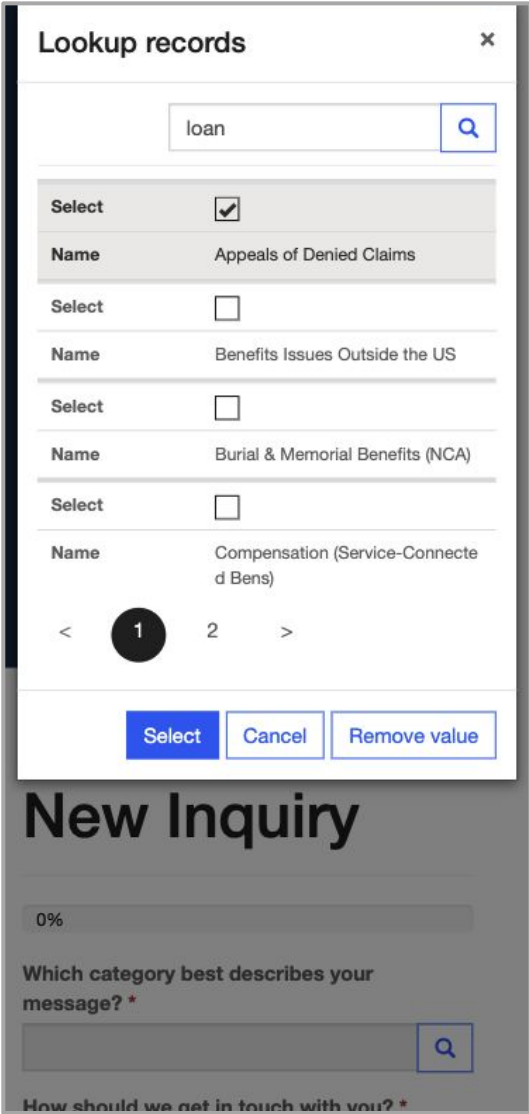 Lookup records ×
loan
Select
Name Appeals of Denied Claims
Select
Name Benefits Issues Outside the US
Select
Name Burial & Memorial Benefits (NCA)
Select
Name Compensation (Service-Connecte
d Bens)
< 1 2 >
Select Cancel Remove value
New Inquiry
0%
Which category best describes your
message? *
How should we get in touch with you? *